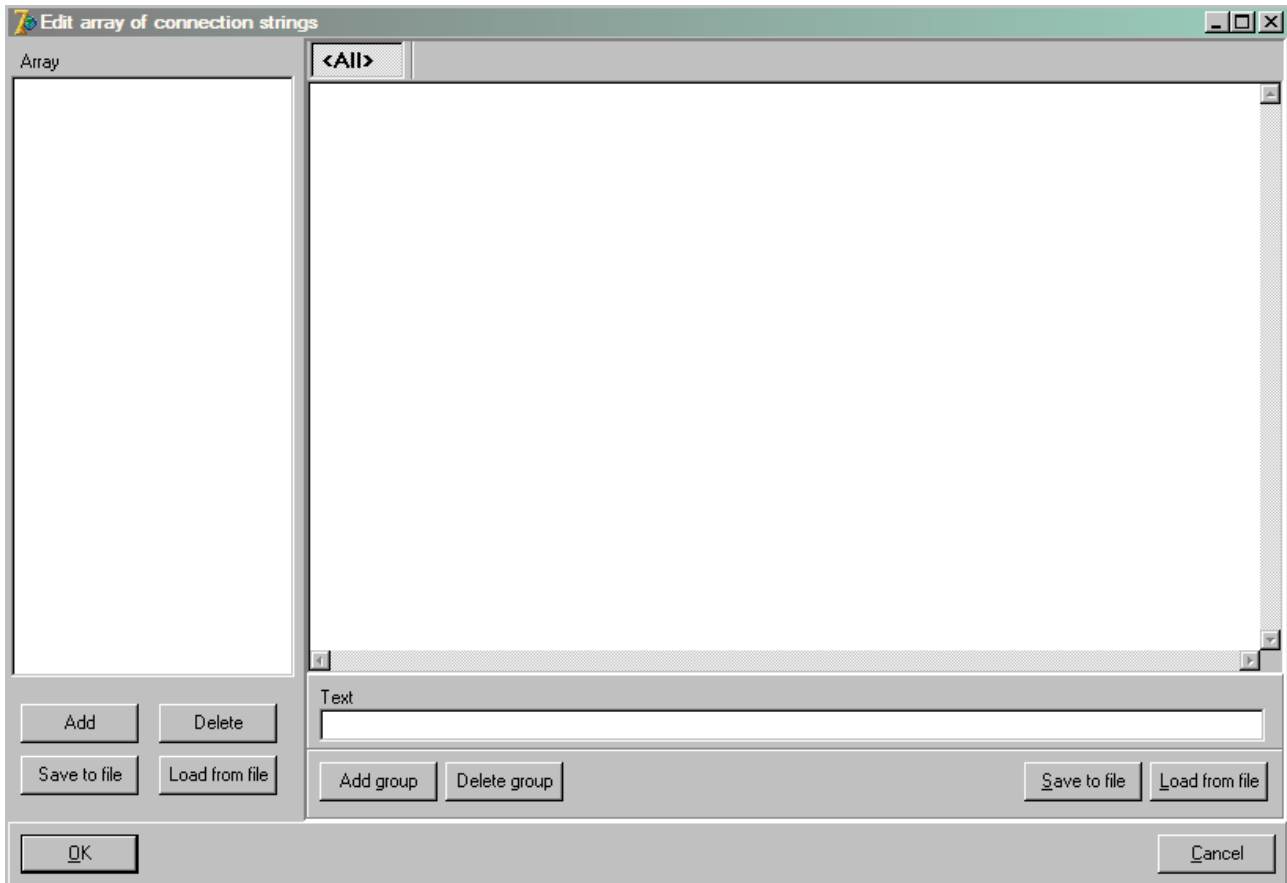 Edit array of connection strings
Array
<All>
Text
Add
Delete
Save to file
Load from file
Add group
Delete group
Save to file
Load from file
OK
Cancel